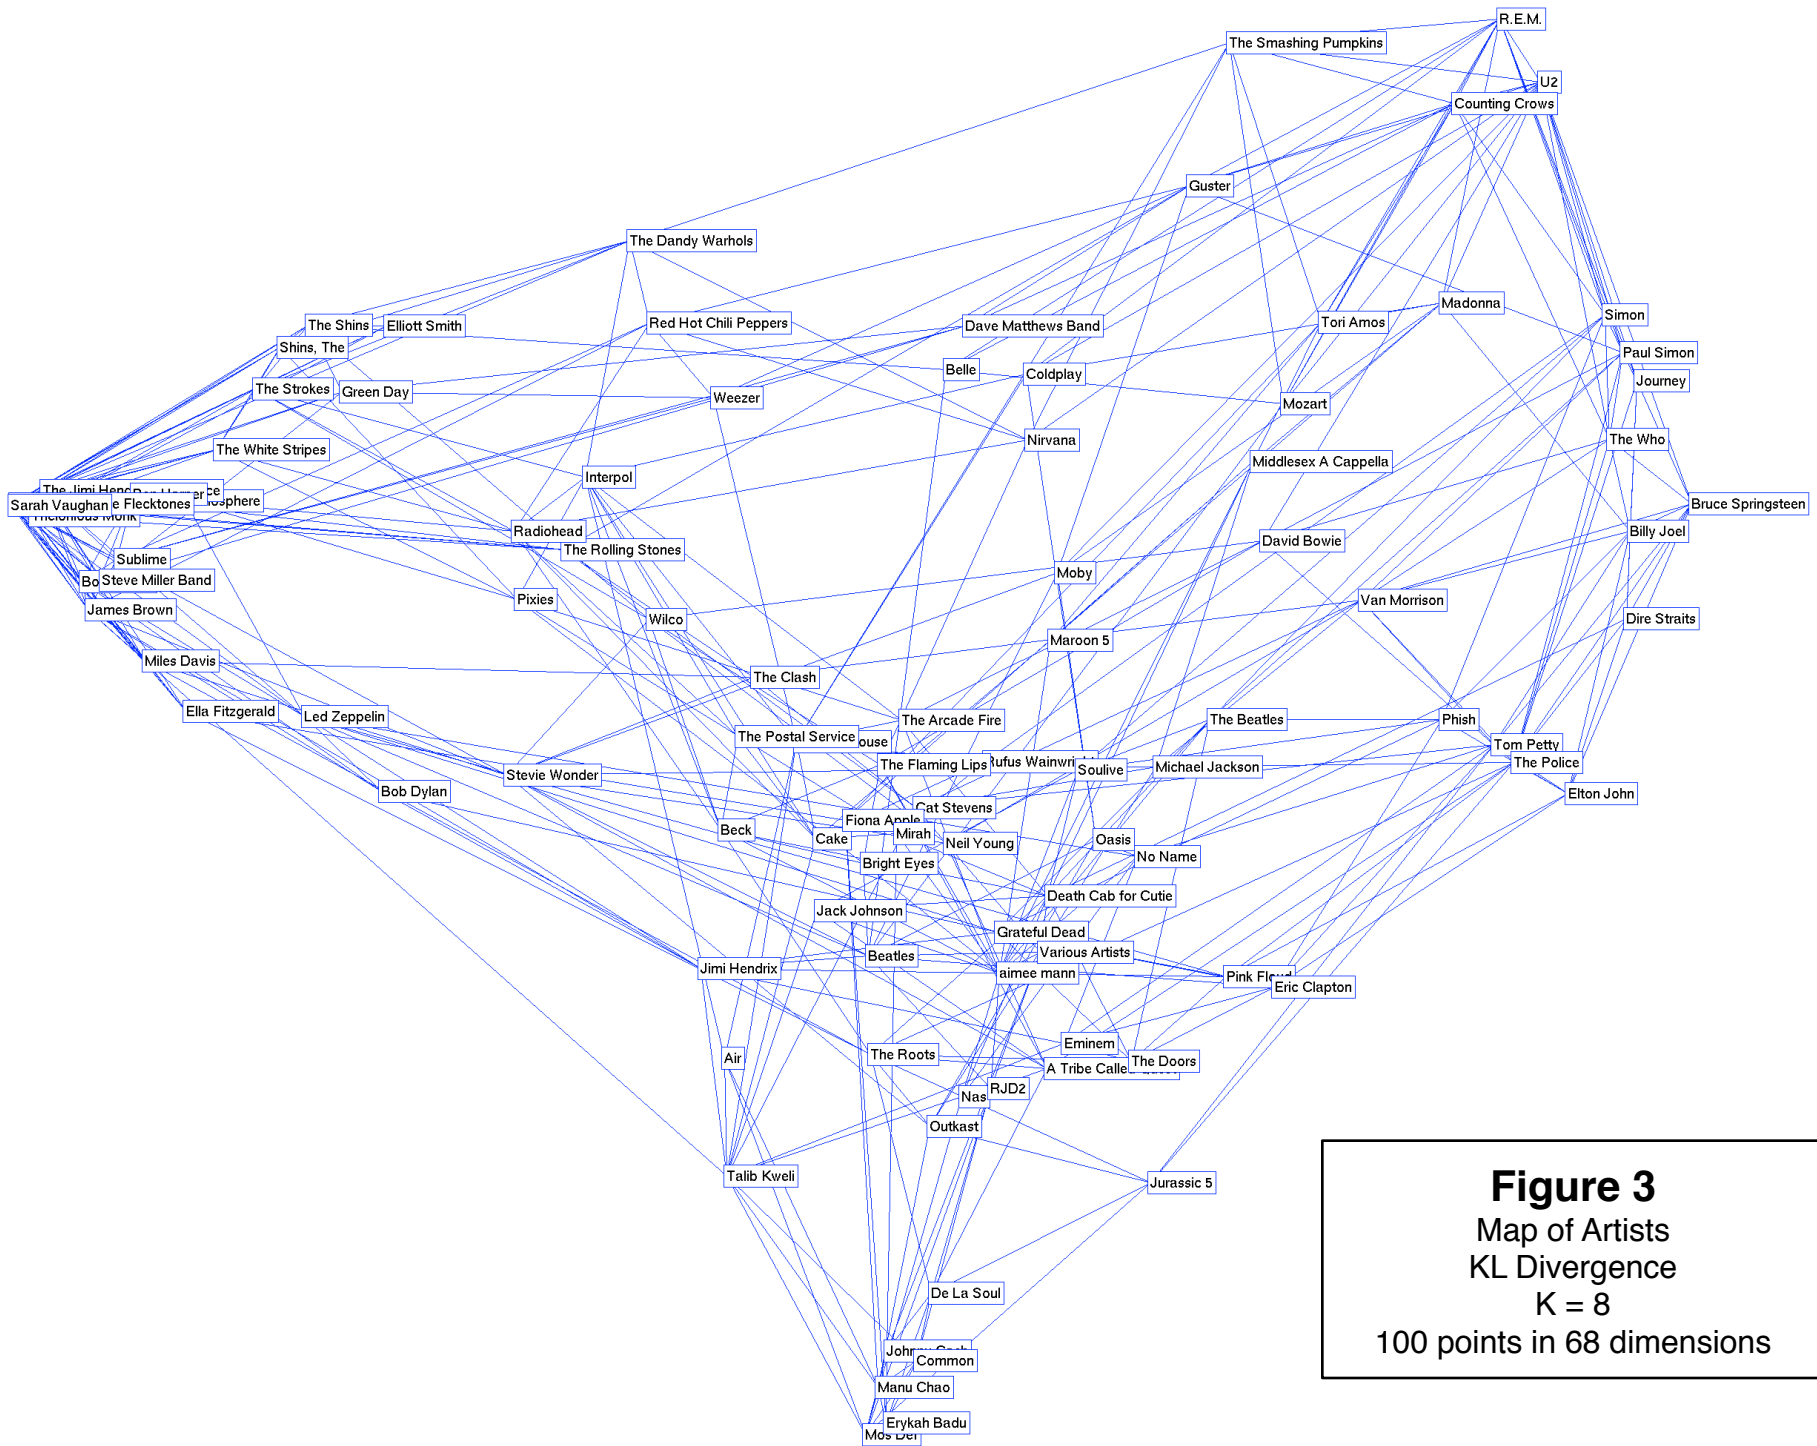 R.E.M.
The Smashing Pumpkins
U2
Counting Crows
Guster
The Dandy Warhols
Madonna
Simon
The Shins
Elliott Smith
Red Hot Chili Peppers
Dave Matthews Band
Tori Amos
Shins, The
Paul Simon
Belle
Coldplay
Journey
The Strokes
Green Day
Weezer
Mozart
The White Stripes
Nirvana
The Who
Middlesex A Cappella
Interpol
The Jimi
Sarah Vaughan
Flecktones
Bruce Springsteen
Radiohead
Billy Joel
The Rolling Stones
David Bowie
Sublime
Moby
Steve Miller Band
Pixies
Van Morrison
James Brown
Wilco
Dire Straits
Maroon 5
Miles Davis
The Clash
Ella Fitzgerald
Led Zeppelin
The Arcade Fire
The Beatles
Phish
The Postal Service
Tom Petty
The Police
The Flaming Lips
Rufus
Soulive
Michael Jackson
Stevie Wonder
Bob Dylan
Elton John
Cat Stevens
Fiona Apple
Beck
Cake
Mirah
Neil Young
Oasis
No Name
Bright Eyes
Death Cab for Cutie
Jack Johnson
Grateful Dead
Beatles
Various Artists
Jimi Hendrix
aimee mann
Pink Floyd
Eric Clapton
Eminem
Air
The Roots
The Doors
A Tribe
RJD2
Nas
Outkast
Talib Kweli
Jurassic 5
De La Soul
Common
Manu Chao
Erykah Badu
Mos Def
Figure 3
Map of Artists
KL Divergence
K = 8
100 points in 68 dimensions